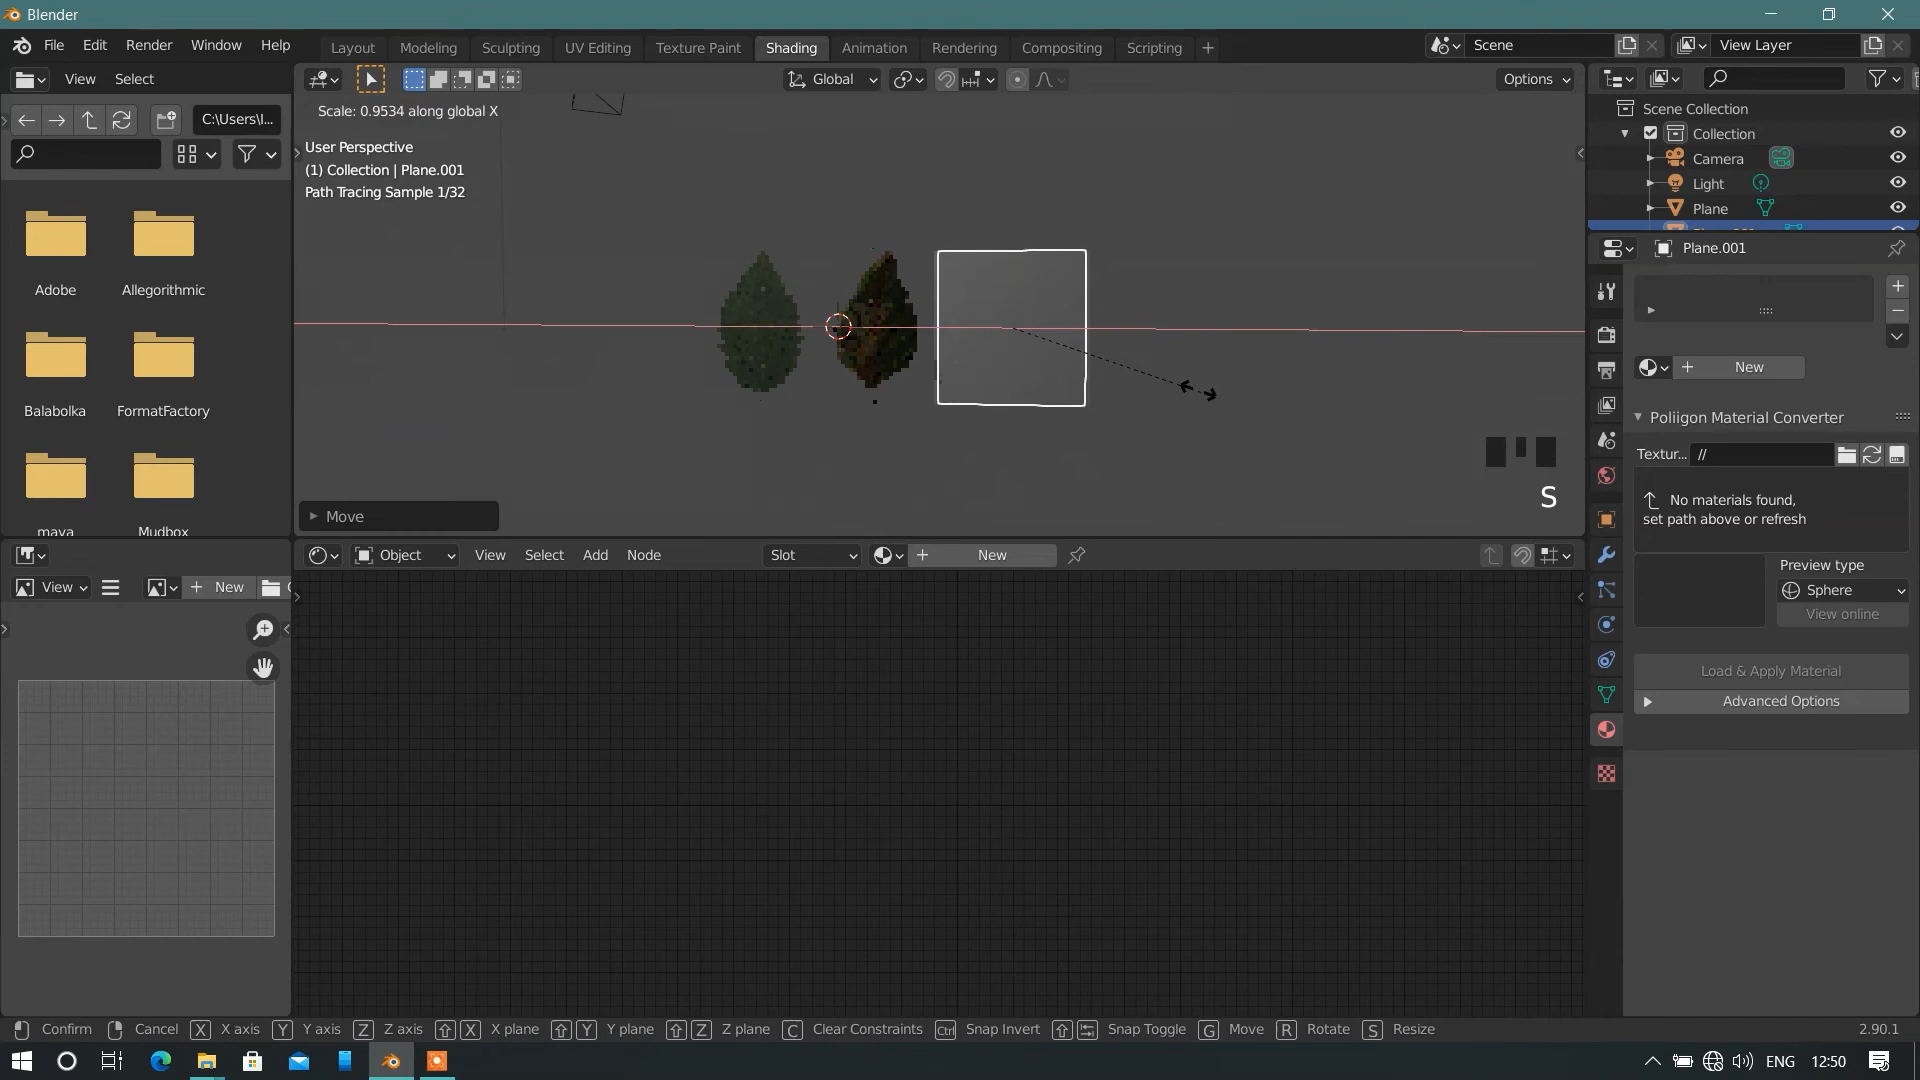 Blender
File Edit Render Window Help
Layout Modeling Sculpting UV Editing Texture Paint Shading Animation Rendering Compositing Scripting +
Scene
View Layer
View Select
Global
Options
C:\Users\I...
Scale: 0.9534 along global X
User Perspective
(1) Collection | Plane.001
Path Tracing Sample 1/32
Scene Collection
Collection
Camera
Light
Plane
Plane.001
Adobe
Allegorithmic
Balabolka
FormatFactory
maya
Mudbox
+ New
Poliigon Material Converter
Textur... //
No materials found,
set path above or refresh
Preview type
Sphere
View online
Load & Apply Material
Advanced Options
S
Move
Object View Select Add Node
Slot
+ New
View
+ New
Confirm Cancel X X axis Y Y axis Z Z axis X X plane Y Y plane Z Z plane C Clear Constraints Ctrl Snap Invert Snap Toggle G Move R Rotate S Resize
2.90.1
ENG 12:50